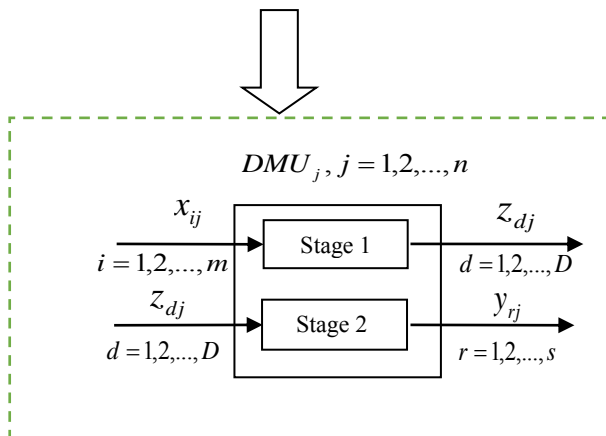 DMU_j, j = 1,2,...,n
x_ij
z_dj
Stage 1
i = 1,2,...,m
d = 1,2,...,D
z_dj
y_rj
Stage 2
d = 1,2,...,D
r = 1,2,...,s